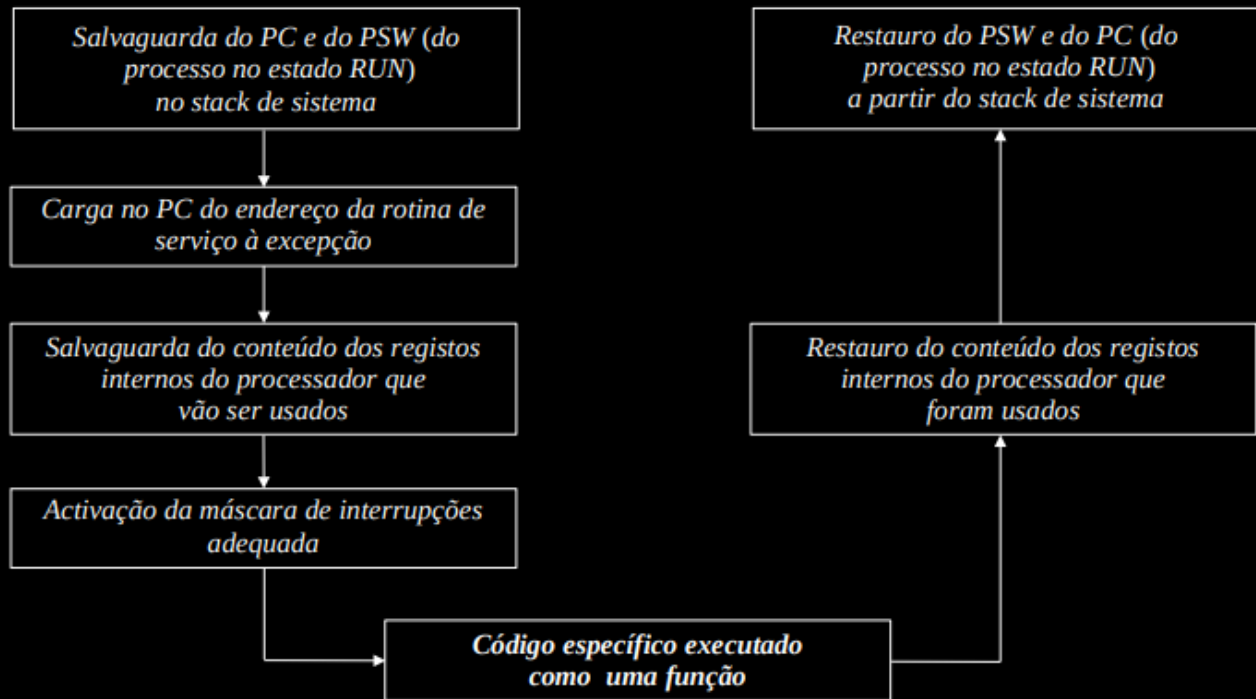 Salvaguarda do PC e do PSW (do
processo no estado RUN)
no stack de sistema
Carga no PC do endereço da rotina de
serviço à excepção
Salvaguarda do conteúdo dos registos
internos do processador que
vão ser usados
Activação da máscara de interrupções
adequada
Código específico executado
como uma função
Restauro do conteúdo dos registos
internos do processador que
foram usados
Restauro do PSW e do PC (do
processo no estado RUN)
a partir do stack de sistema